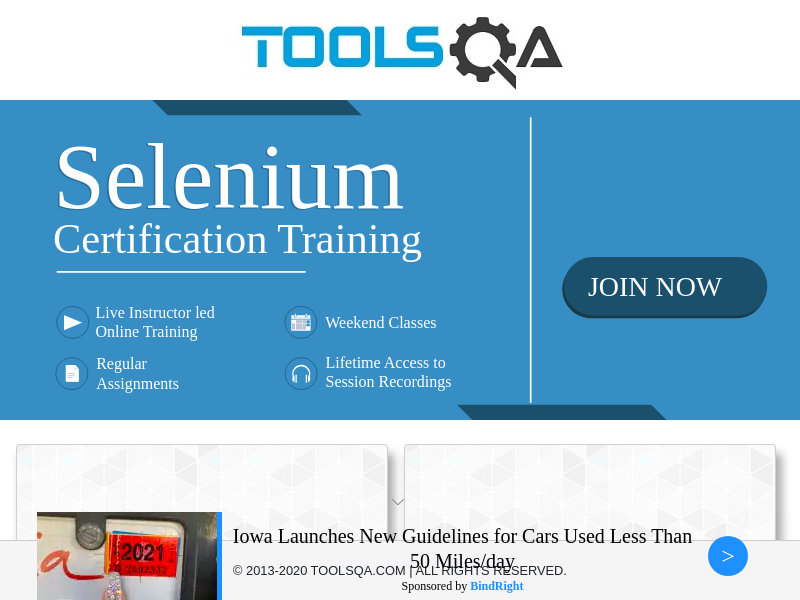 TOOLSQA
Selenium
Certification Training
Live Instructor led
Online Training
Weekend Classes
Regular
Assignments
Lifetime Access to
Session Recordings
JOIN NOW
2021
Iowa Launches New Guidelines for Cars Used Less Than
50 Miles/day
© 2013-2020 TOOLSQA.COM | ALL RIGHTS RESERVED.
Sponsored by BindRight
>